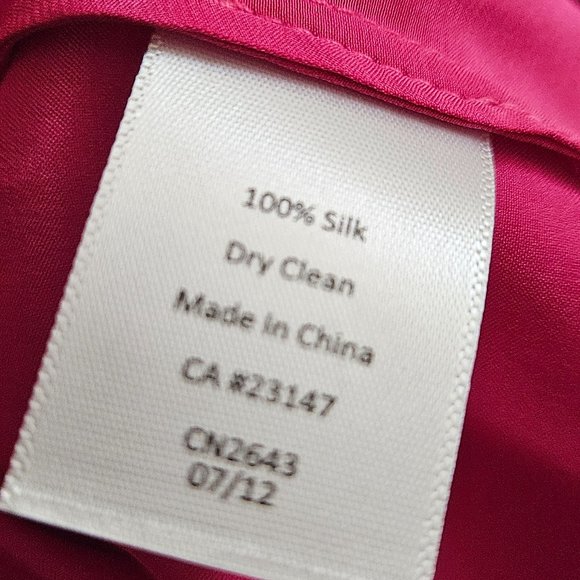 100% Silk
Dry Clean
Made In China
CA #23147
CN2643
07/12